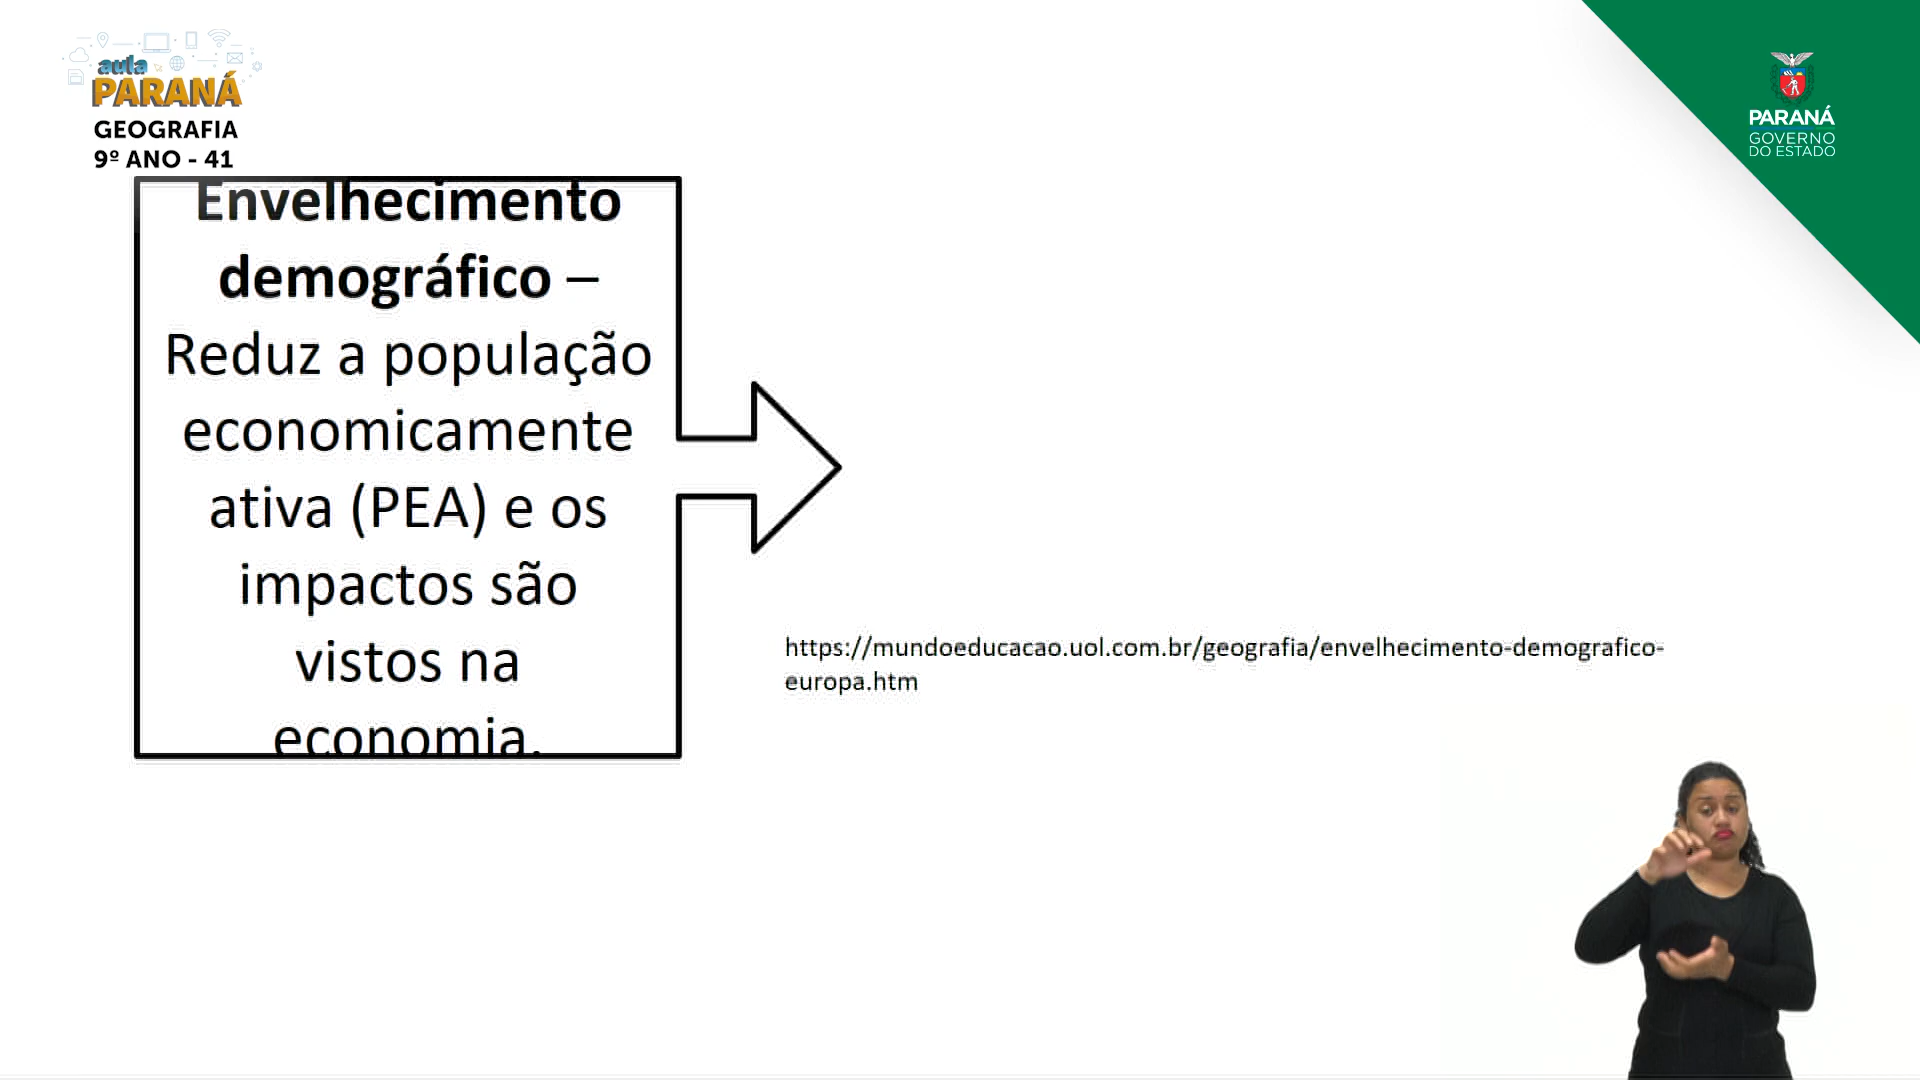 aula
PARANÁ
GEOGRAFIA
9º ANO - 41
PARANÁ
GOVERNO
DO ESTADO
Envelhecimento
demográfico –
Reduz a população
economicamente
ativa (PEA) e os
impactos são
vistos na
economia.
https://mundoeducacao.uol.com.br/geografia/envelhecimento-demografico-
europa.htm